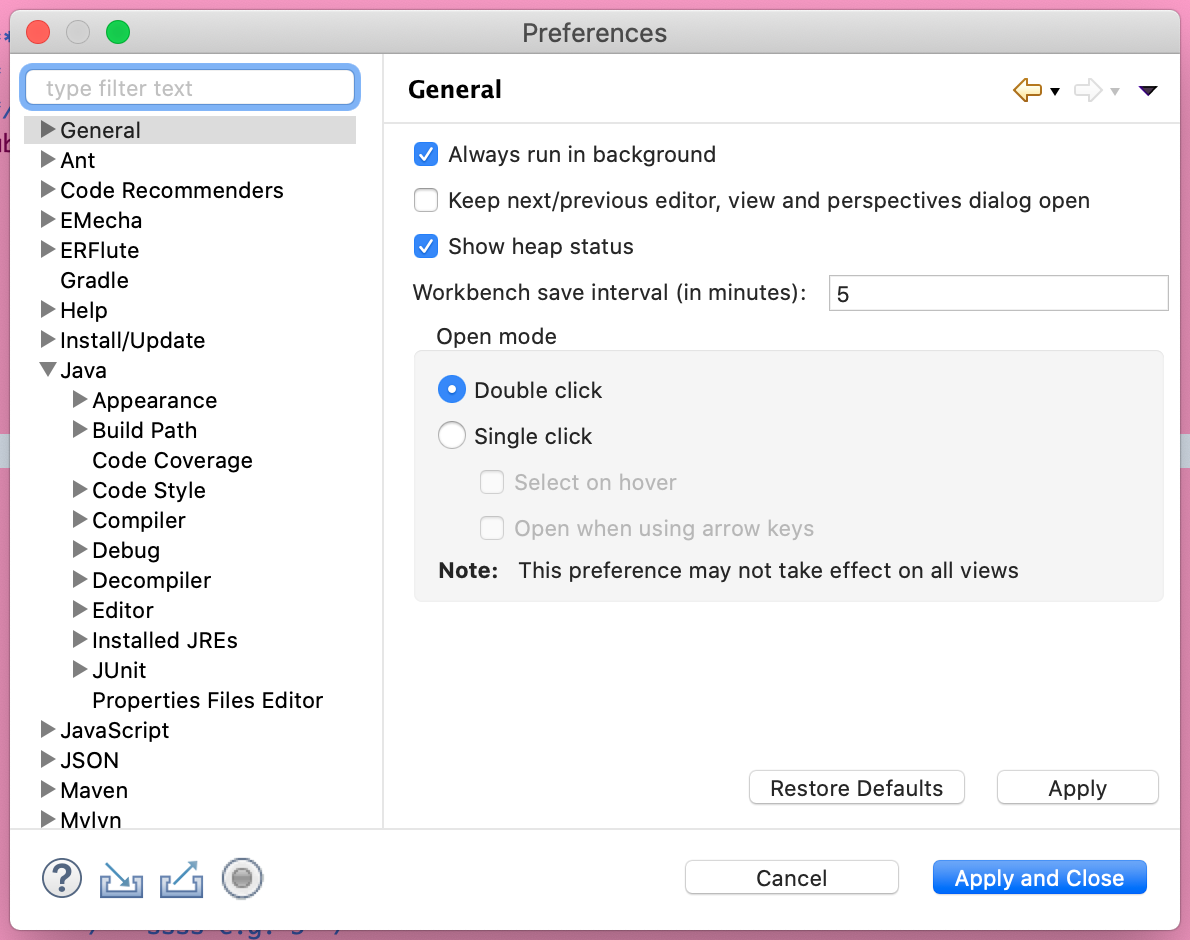 Preferences
type filter text
General
Ant
Code Recommenders
EMecha
ERFlute
Gradle
Help
Install/Update
Java
Appearance
Build Path
Code Coverage
Code Style
Compiler
Debug
Decompiler
Editor
Installed JREs
JUnit
Properties Files Editor
JavaScript
JSON
Maven
Mylyn
General
Always run in background
Keep next/previous editor, view and perspectives dialog open
Show heap status
Workbench save interval (in minutes): 5
Open mode
Double click
Single click
Select on hover
Open when using arrow keys
Note: This preference may not take effect on all views
Restore Defaults Apply
? Cancel Apply and Close